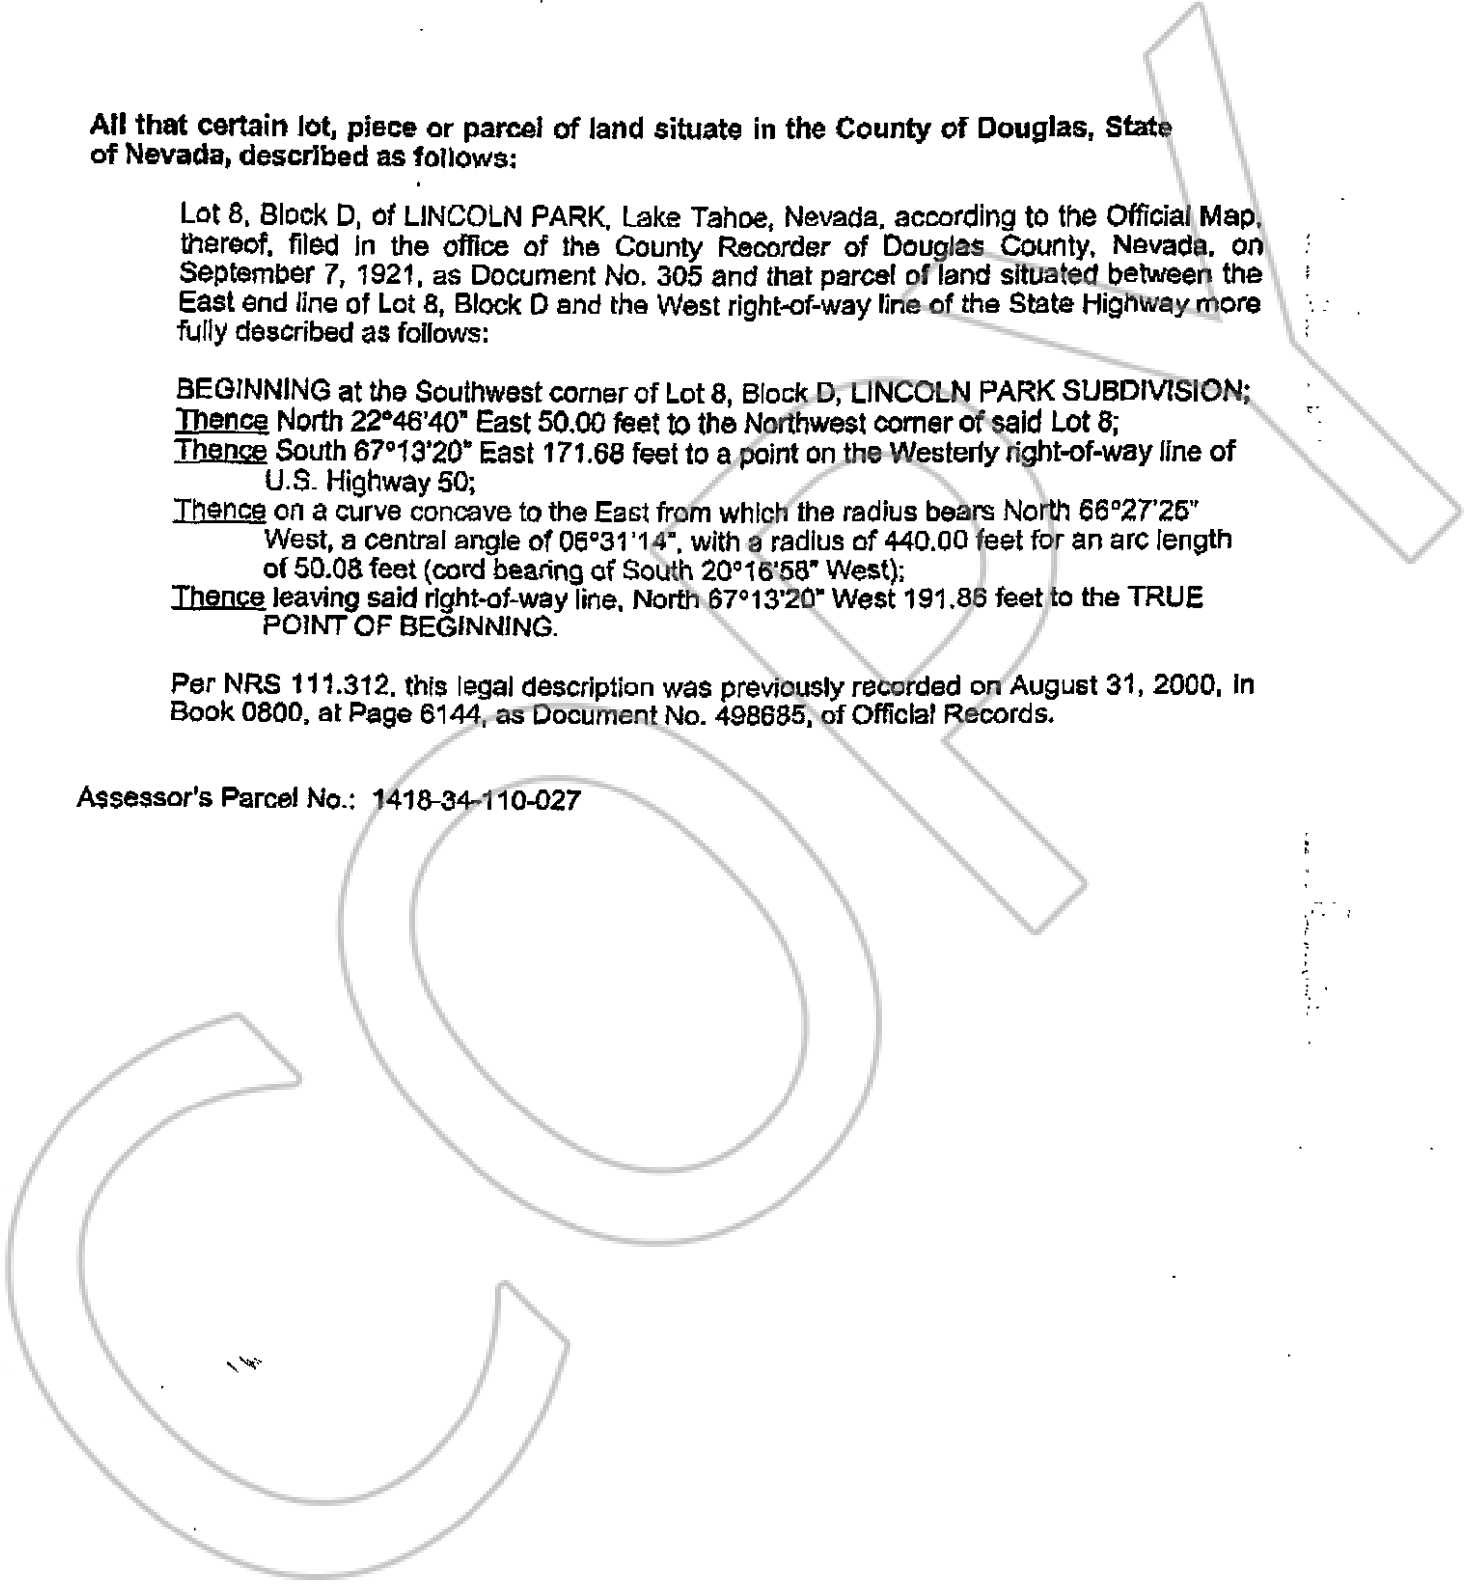 All that certain lot, piece or parcel of land situate in the County of Douglas, State
of Nevada, described as follows:
Lot 8, Block D, of LINCOLN PARK, Lake Tahoe, Nevada, according to the Official Map,
thereof, filed in the office of the County Recorder of Douglas County, Nevada, on
September 7, 1921, as Document No. 305 and that parcel of land situated between the
East end line of Lot 8, Block D and the West right-of-way line of the State Highway more
fully described as follows:
BEGINNING at the Southwest corner of Lot 8, Block D, LINCOLN PARK SUBDIVISION;
Thence North 22°46'40" East 50.00 feet to the Northwest corner of said Lot 8;
Thence South 67°13'20" East 171.68 feet to a point on the Westerly right-of-way line of
U.S. Highway 50;
Thence on a curve concave to the East from which the radius bears North 66°27'25"
West, a central angle of 06°31'14", with a radius of 440.00 feet for an arc length
of 50.08 feet (cord bearing of South 20°16'58" West);
Thence leaving said right-of-way line, North 67°13'20" West 191.86 feet to the TRUE
POINT OF BEGINNING.
Per NRS 111.312, this legal description was previously recorded on August 31, 2000, in
Book 0800, at Page 6144, as Document No. 498685, of Official Records.
Assessor's Parcel No.: 1418-34-110-027
COPY